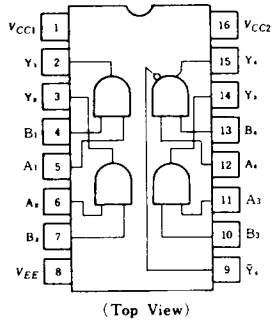 VCC1 1 16 VCC2
Y1 2 15 Y4
Y2 3 14 Y3
B1 4 13 B4
A1 5 12 A4
A2 6 11 A3
B2 7 10 B3
VEE 8 9 Ȳ4
(Top View)